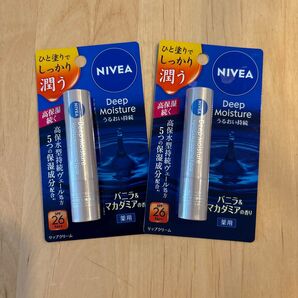 ひと塗りで
しっかり
潤う
NIVEA
高保湿
続く
Deep
Moisture
うるおい持続
高保水型持続ヴェール処方
5つの保湿成分配合。
バニラ&
マカダミアの香り
SPF
26
薬用
リップクリーム
ひと塗りで
しっかり
潤う
NIVEA
高保湿
続く
Deep
Moisture
うるおい持続
高保水型持続ヴェール処方
5つの保湿成分配合。
バニラ&
マカダミアの香り
SPF
26
薬用
リップクリーム